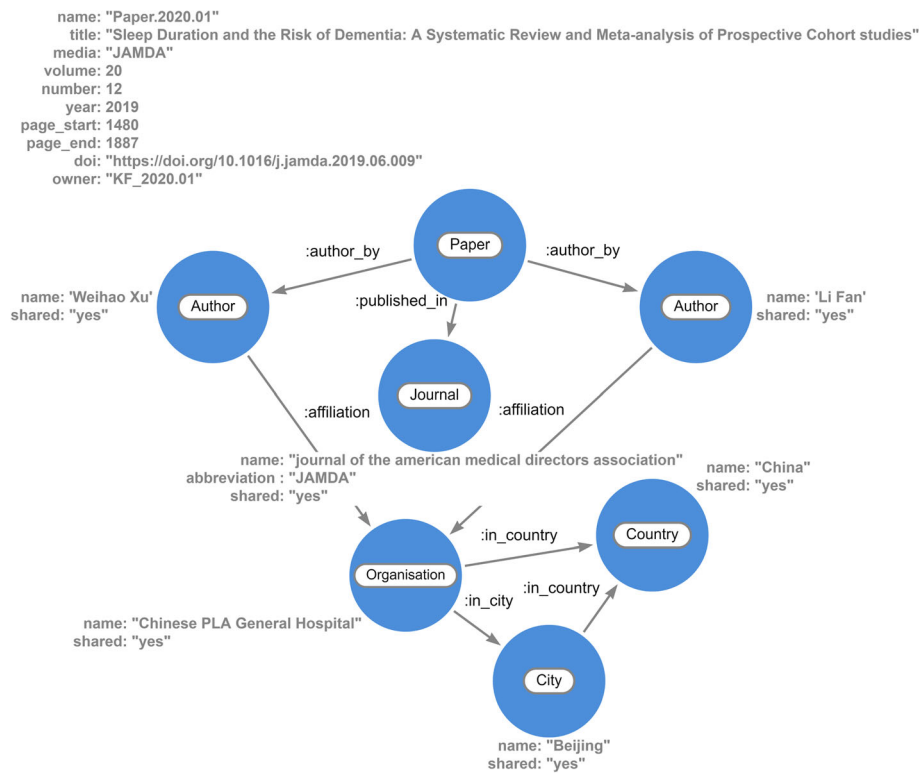 name: "Paper.2020.01"
title: "Sleep Duration and the Risk of Dementia: A Systematic Review and Meta-analysis of Prospective Cohort studies"
media: "JAMDA"
volume: 20
number: 12
year: 2019
page_start: 1480
page_end: 1887
doi: "https://doi.org/10.1016/j.jamda.2019.06.009"
owner: "KF_2020.01"
Paper
:author_by
:author_by
:published_in
name: 'Weihao Xu'
shared: "yes"
Author
Author
name: 'Li Fan'
shared: "yes"
Journal
:affiliation
:affiliation
name: "journal of the american medical directors association"
abbreviation : "JAMDA"
shared: "yes"
name: "China"
shared: "yes"
Country
:in_country
Organisation
:in_city
:in_country
name: "Chinese PLA General Hospital"
shared: "yes"
City
name: "Beijing"
shared: "yes"